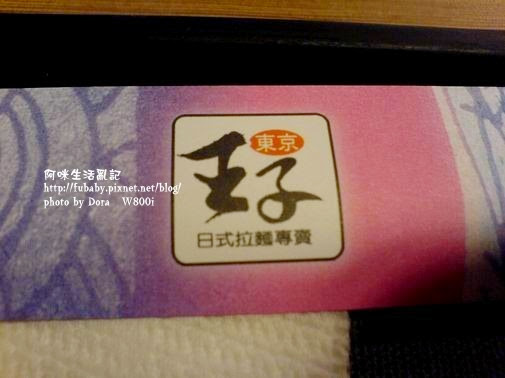 東京
王子
日式拉麵專賣
阿咪生活亂記
http://fubaby.pixnet.net/blog/
photo by Dora W800i